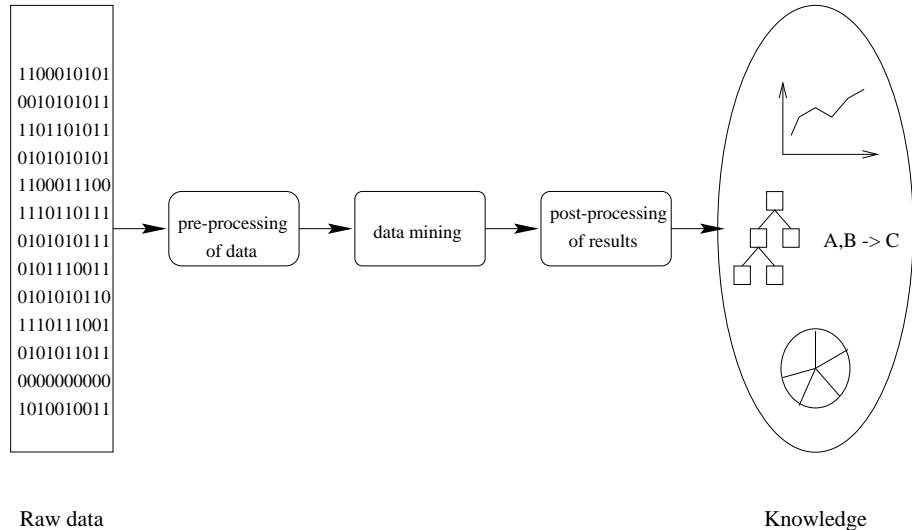 1100010101
0010101011
1101101011
0101010101
1100011100
1110110111
0101010111
0101110011
0101010110
1110111001
0101011011
0000000000
1010010011
pre-processing
of data
data mining
post-processing
of results
A,B -> C
Raw data
Knowledge